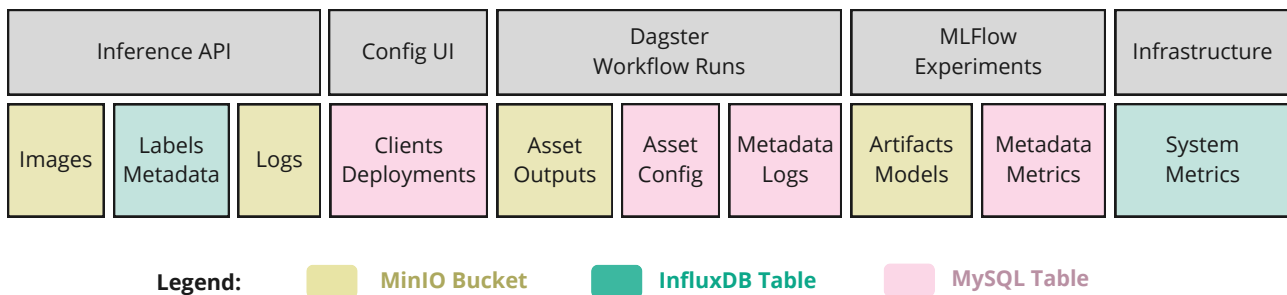 Inference API
Config UI
Dagster
Workflow Runs
MLFlow
Experiments
Infrastructure
Images
Labels
Metadata
Logs
Clients
Deployments
Asset
Outputs
Asset
Config
Metadata
Logs
Artifacts
Models
Metadata
Metrics
System
Metrics
Legend:
MinIO Bucket
InfluxDB Table
MySQL Table